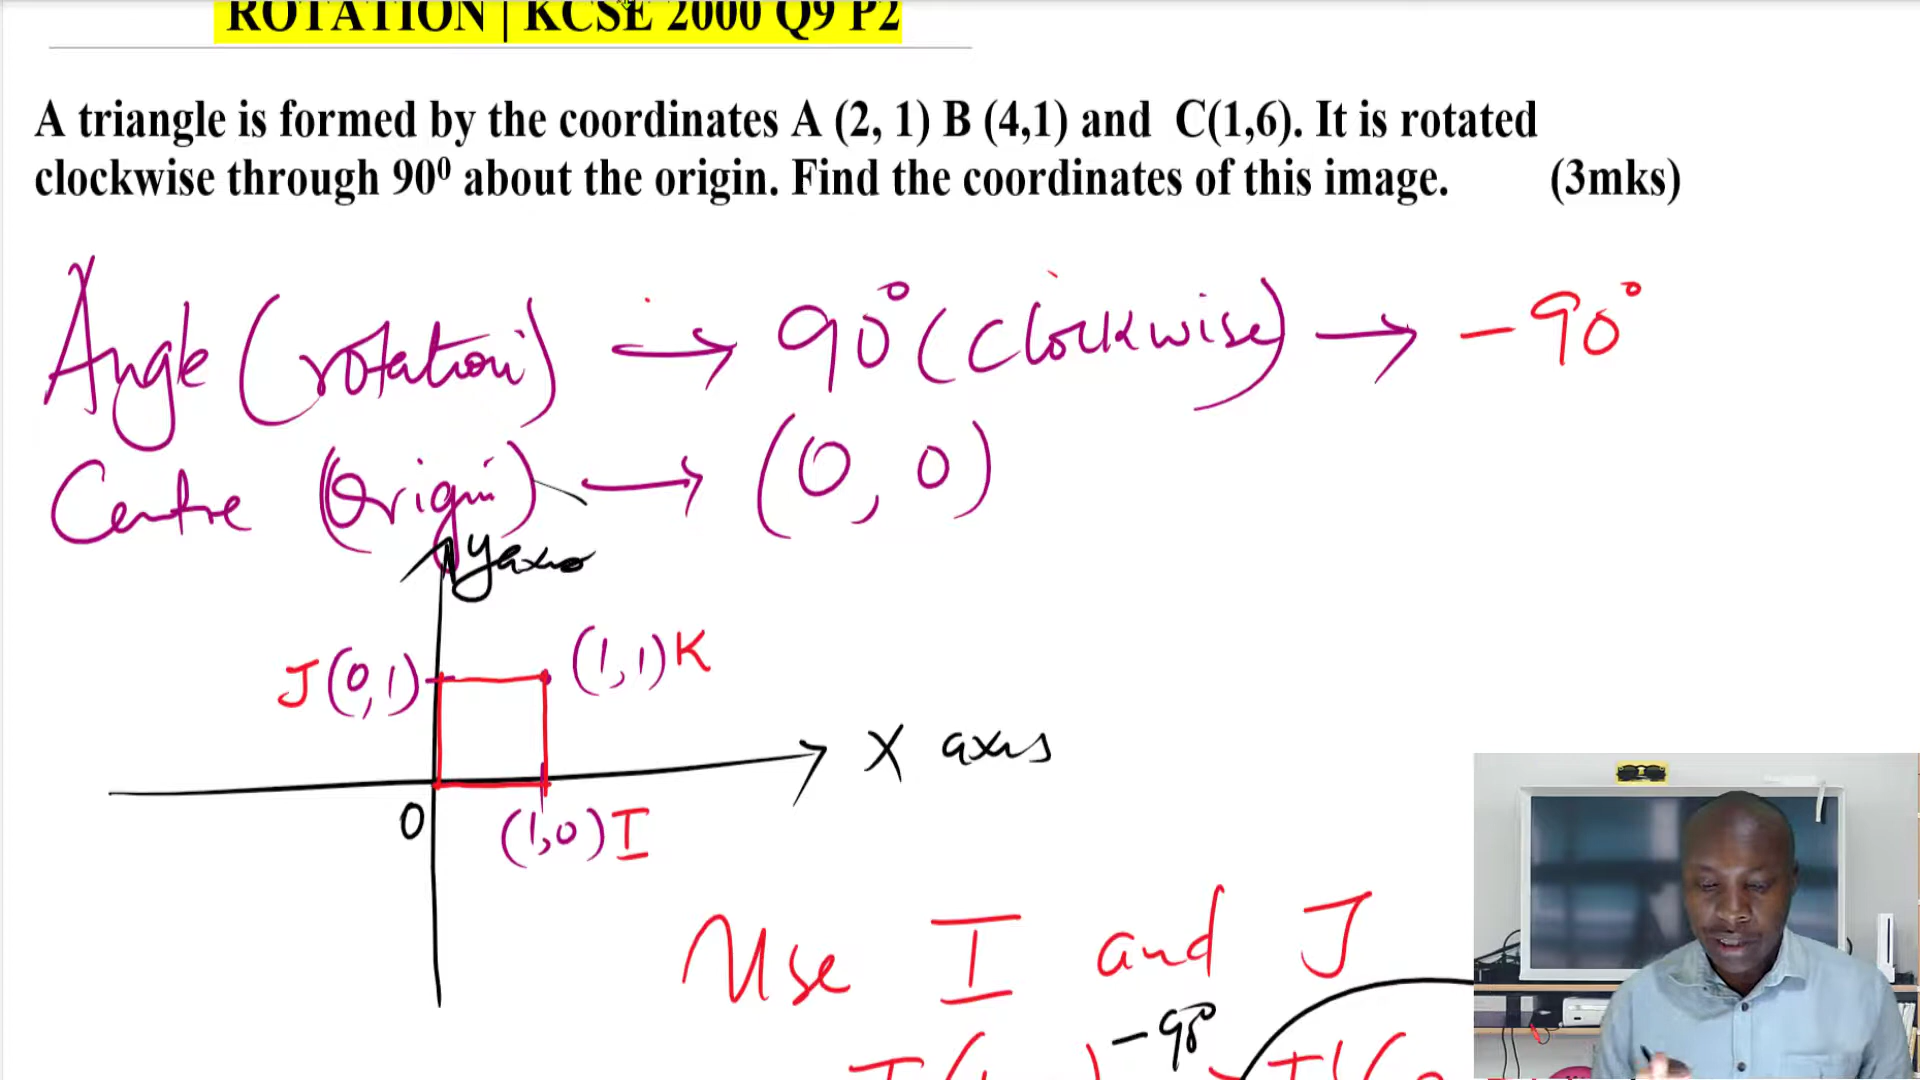 ROTATION | KCSE 2000 Q9 P2
A triangle is formed by the coordinates A (2, 1) B (4,1) and C(1,6). It is rotated
clockwise through 90⁰ about the origin. Find the coordinates of this image. (3mks)
Angle (rotation) → 90° (Clockwise) → -90°
Centre (Origin) → (0, 0)
y axis
J (0,1) (1,1) K
X axis
0 (1,0) I
Use I and J
-90°